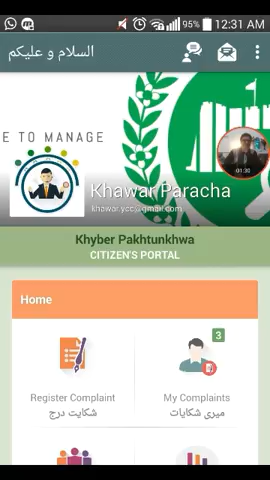 95% 12:31 AM
السلام و علیکم
E TO MANAGE
Khawar Paracha
khawar.ycc@gmail.com
01:30
Khyber Pakhtunkhwa
CITIZEN'S PORTAL
Home
3
Register Complaint
شکایت درج
My Complaints
میری شکایات